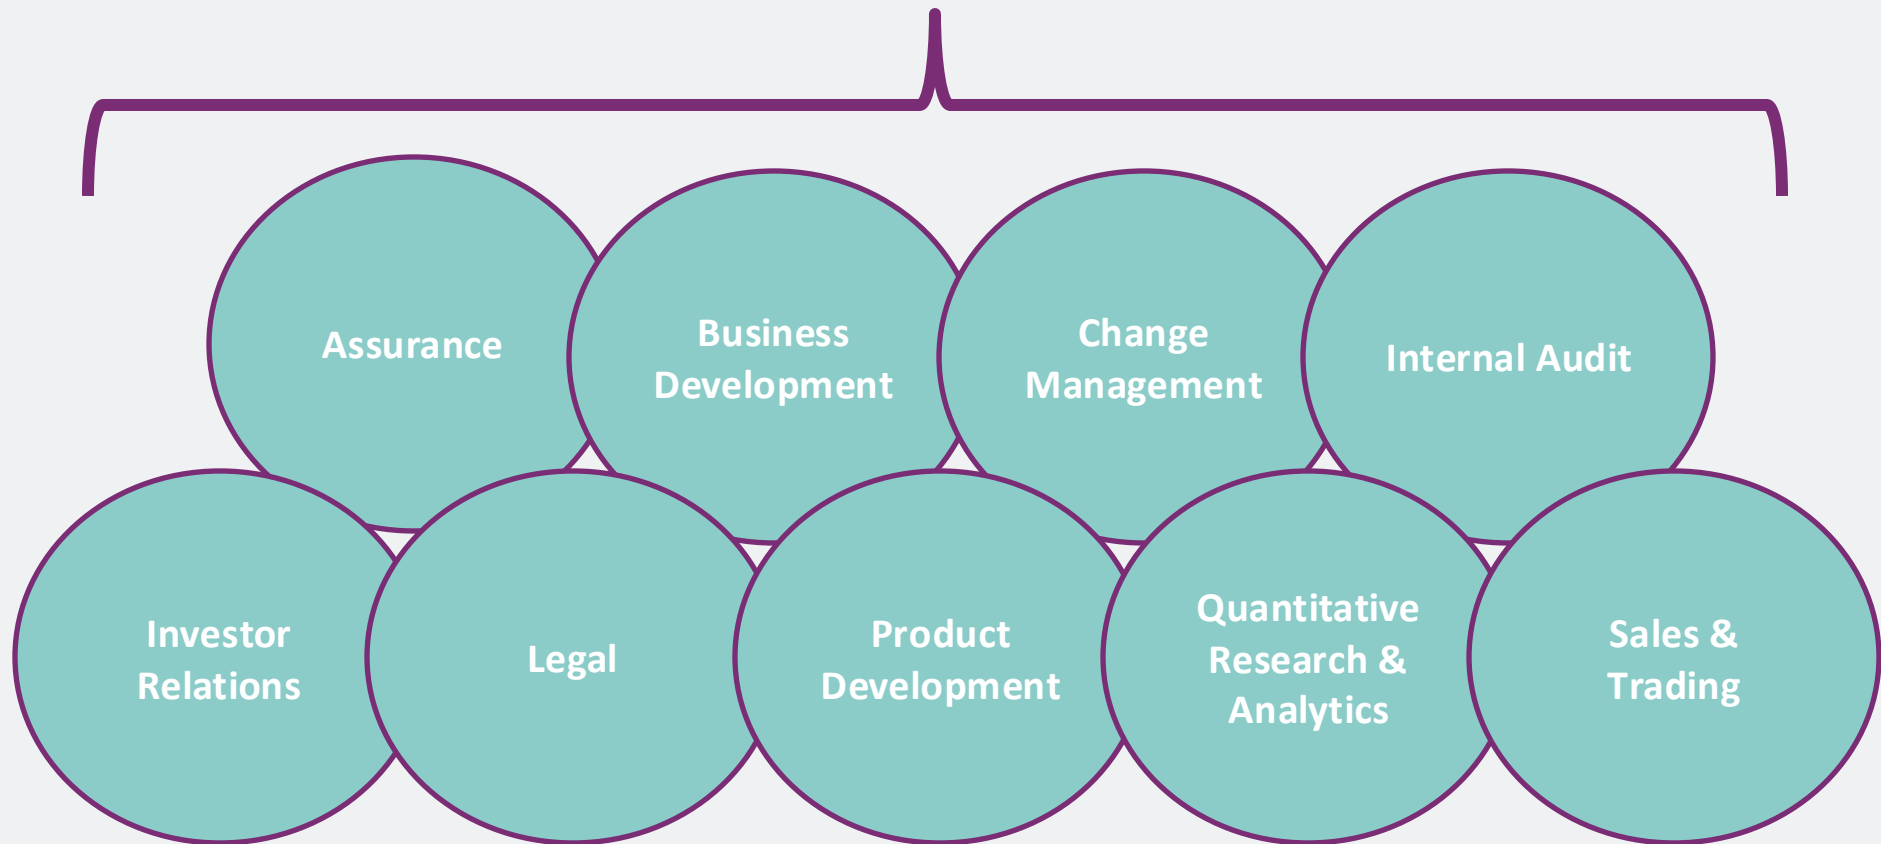 Assurance
Business
Development
Change
Management
Internal Audit
Investor
Relations
Legal
Product
Development
Quantitative
Research &
Analytics
Sales &
Trading